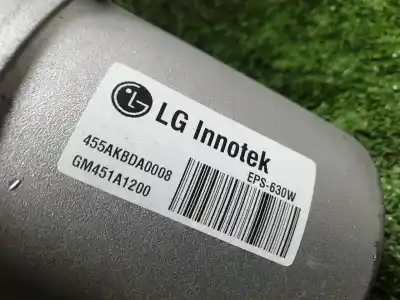 LG Innotek
455AKBDA0008
EPS-630W
GM451A1200